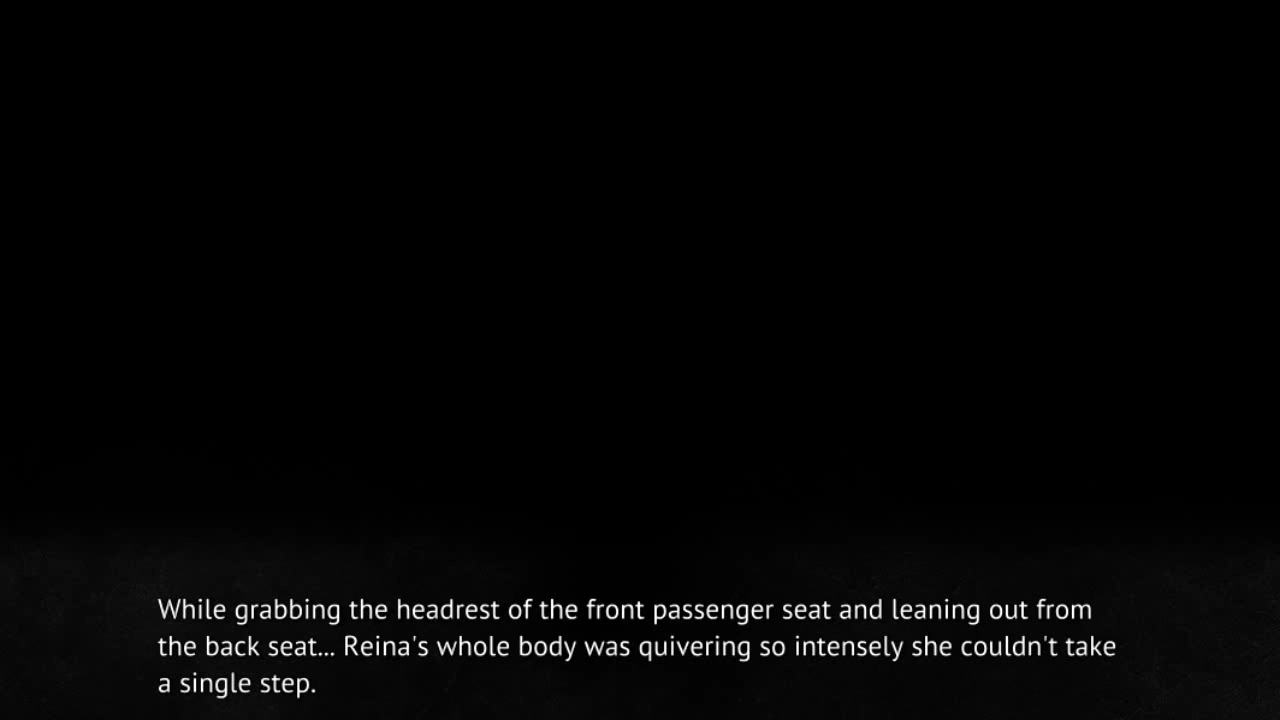 While grabbing the headrest of the front passenger seat and leaning out from
the back seat... Reina's whole body was quivering so intensely she couldn't take
a single step.